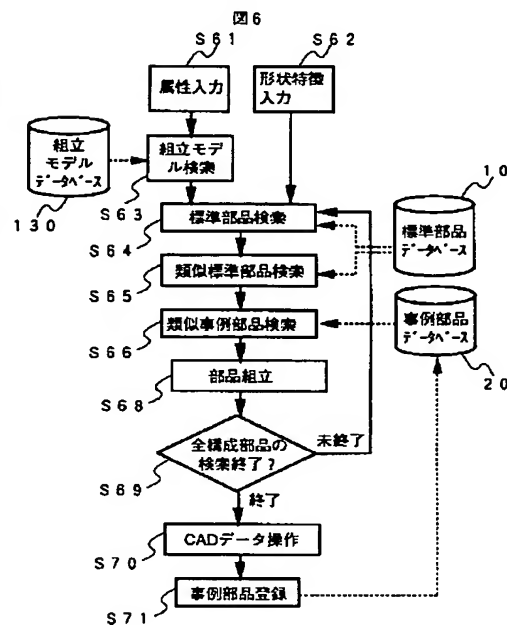 図6
S61
S62
属性入力
形状特徴
入力
組立
モデル
データベース
組立モデ
ル検索
130
S63
10
標準部品検索
S64
標準部品
データベース
類似標準部品検索
S65
事例部品
データベース
類似事例部品検索
S66
20
部品組立
S68
全構成部品の
検索終了?
未終了
S69
終了
CADデータ操作
S70
事例部品登録
S71